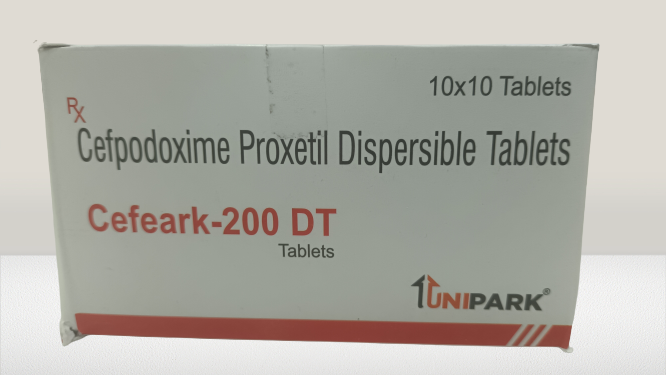 10x10 Tablets
Rx
Cefpodoxime Proxetil Dispersible Tablets
Cefeark-200 DT
Tablets
UNIPARK®